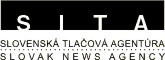 SITA
SLOVENSKÁ TLAČOVÁ AGENTÚRA
SLOVAK NEWS AGENCY